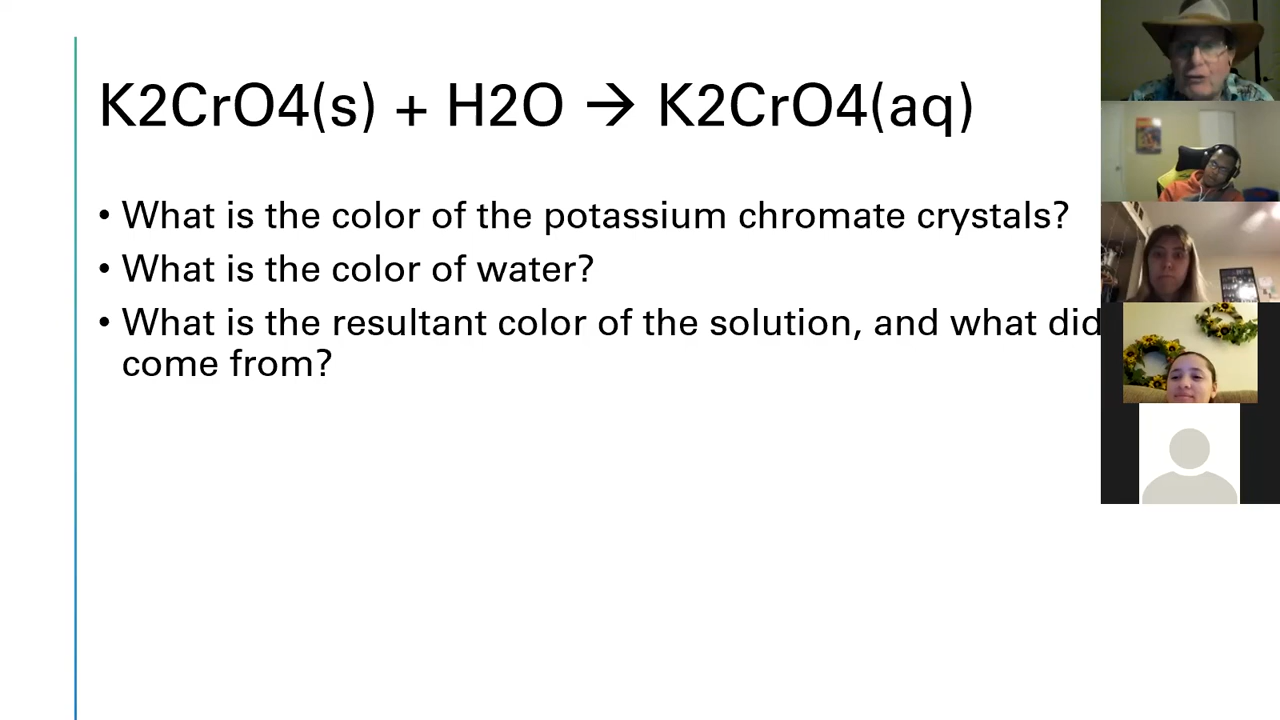 K2CrO4(s) + H2O → K2CrO4(aq)
• What is the color of the potassium chromate crystals?
• What is the color of water?
• What is the resultant color of the solution, and what did
come from?